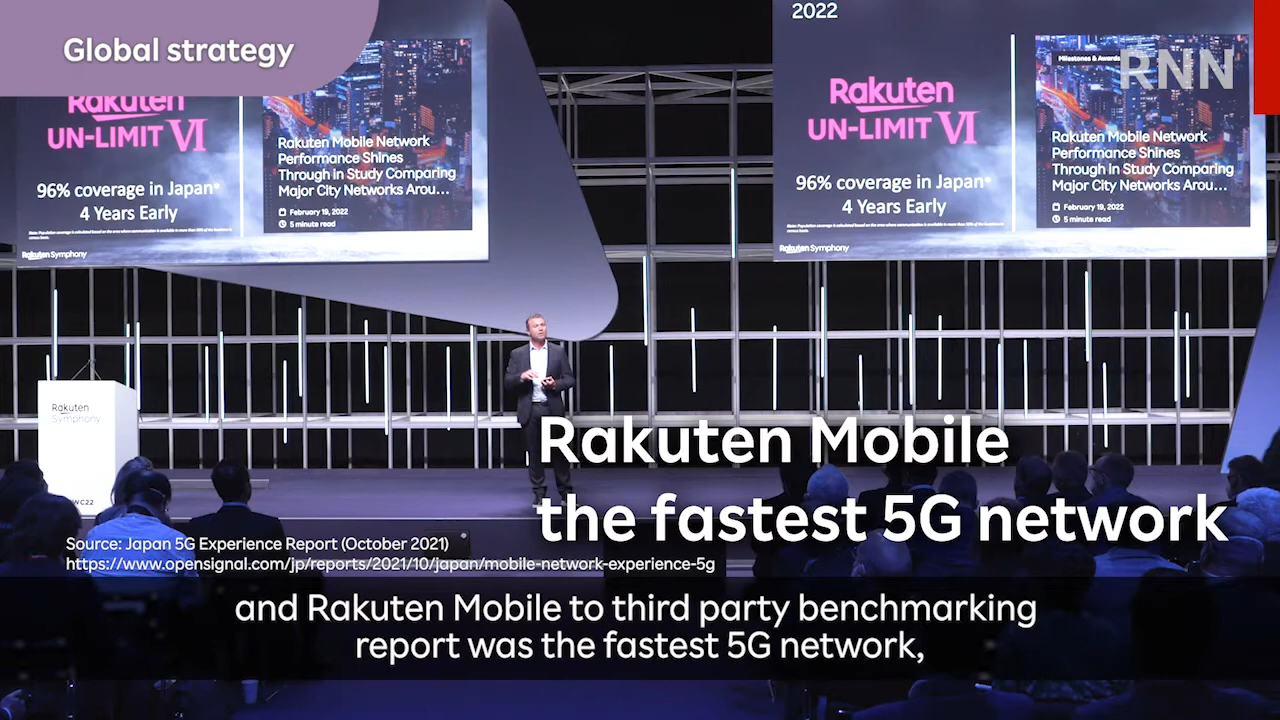 Global strategy
Rakuten
UN-LIMIT VI
96% coverage in Japan*
4 Years Early
Rakuten Mobile Network
Performance Shines
Through in Study Comparing
Major City Networks Arou...
February 19, 2022
5 minute read
Rakuten Symphony
2022
Rakuten
UN-LIMIT VI
96% coverage in Japan*
4 Years Early
Milestones & Awards
Rakuten Mobile Network
Performance Shines
Through in Study Comparing
Major City Networks Arou...
February 19, 2022
5 minute read
Rakuten Symphony
RNN
Rakuten
Symphony
Rakuten Mobile
the fastest 5G network
Source: Japan 5G Experience Report (October 2021)
https://www.opensignal.com/jp/reports/2021/10/japan/mobile-network-experience-5g
and Rakuten Mobile to third party benchmarking
report was the fastest 5G network,